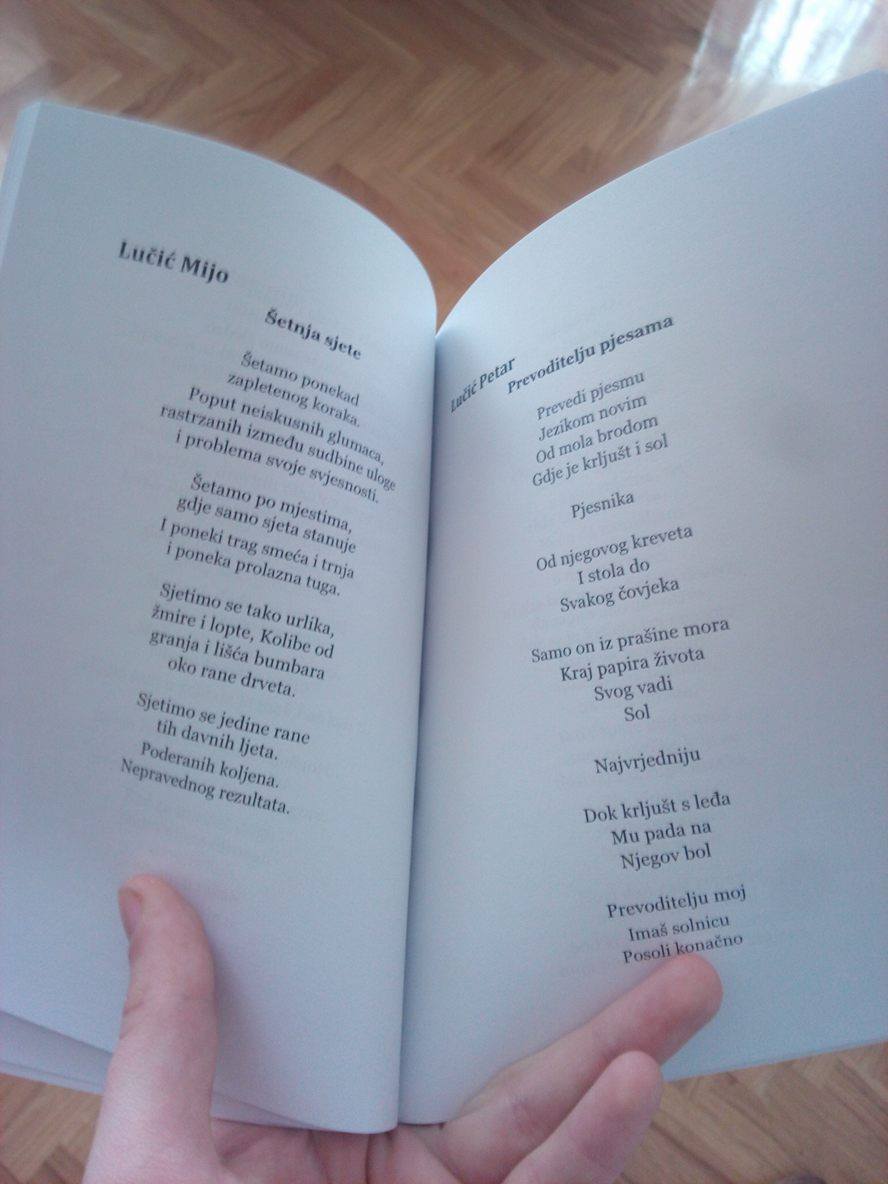 Lučić Mijo
Šetnja sjete
Šetamo ponekad
zapletenog koraka.
Poput neiskusnih glumaca,
rastrzanih između sudbine uloge
i problema svoje svjesnosti.
Šetamo po mjestima,
gdje samo sjeta stanuje
I poneki trag smeća i trnja
i poneka prolazna tuga.
Sjetimo se tako urlika,
žmire i lopte, Kolibe od
granja i lišća bumbara
oko rane drveta.
Sjetimo se jedine rane
tih davnih ljeta.
Poderanih koljena.
Nepravednog rezultata.
Lučić Petar
Prevoditelju pjesama
Prevedi pjesmu
Jezikom novim
Od mola brodom
Gdje je krljušt i sol
Pjesnika
Od njegovog kreveta
I stola do
Svakog čovjeka
Samo on iz prašine mora
Kraj papira života
Svog vadi
Sol
Najvrjedniju
Dok krljušt s leđa
Mu pada na
Njegov bol
Prevoditelju moj
Imaš solnicu
Posoli konačno